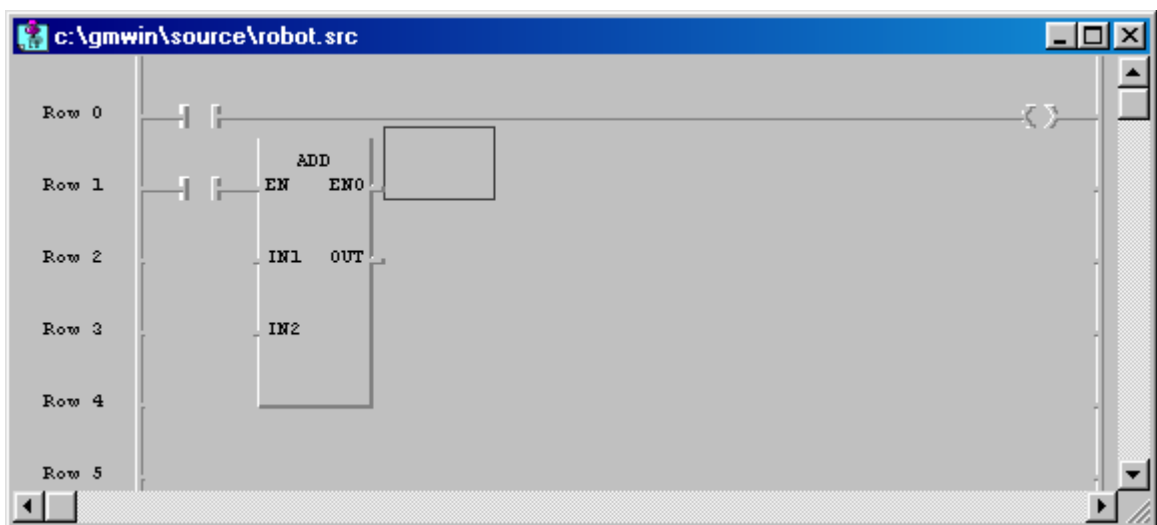 c:\gmwin\source\robot.src
Row 0
ADD
Row 1 EN ENO
Row 2 IN1 OUT
Row 3 IN2
Row 4
Row 5